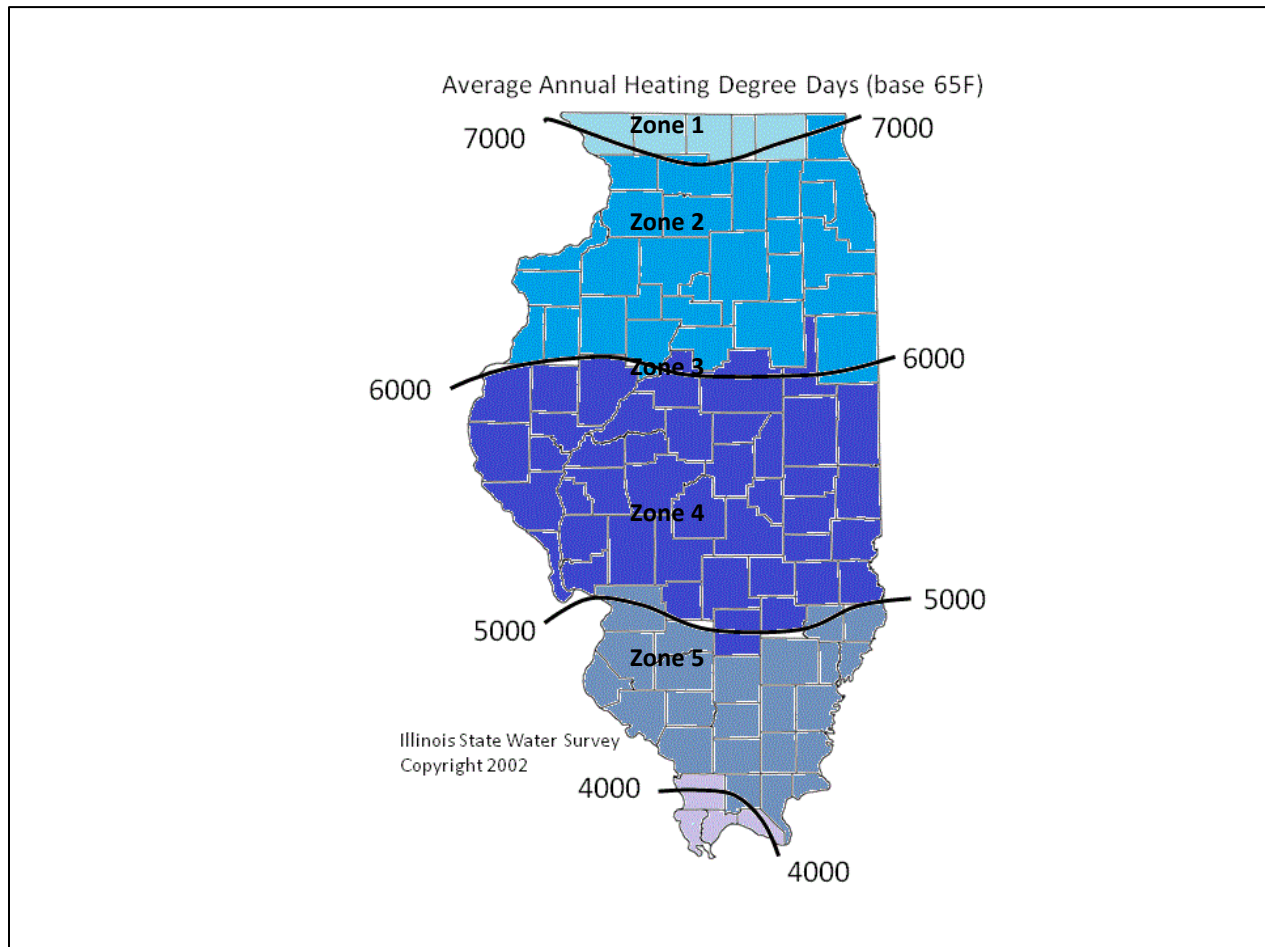 Average Annual Heating Degree Days (base 65F)
Zone 1
7000
7000
Zone 2
6000
Zone 3
6000
Zone 4
5000
5000
Zone 5
Illinois State Water Survey
Copyright 2002
4000
4000